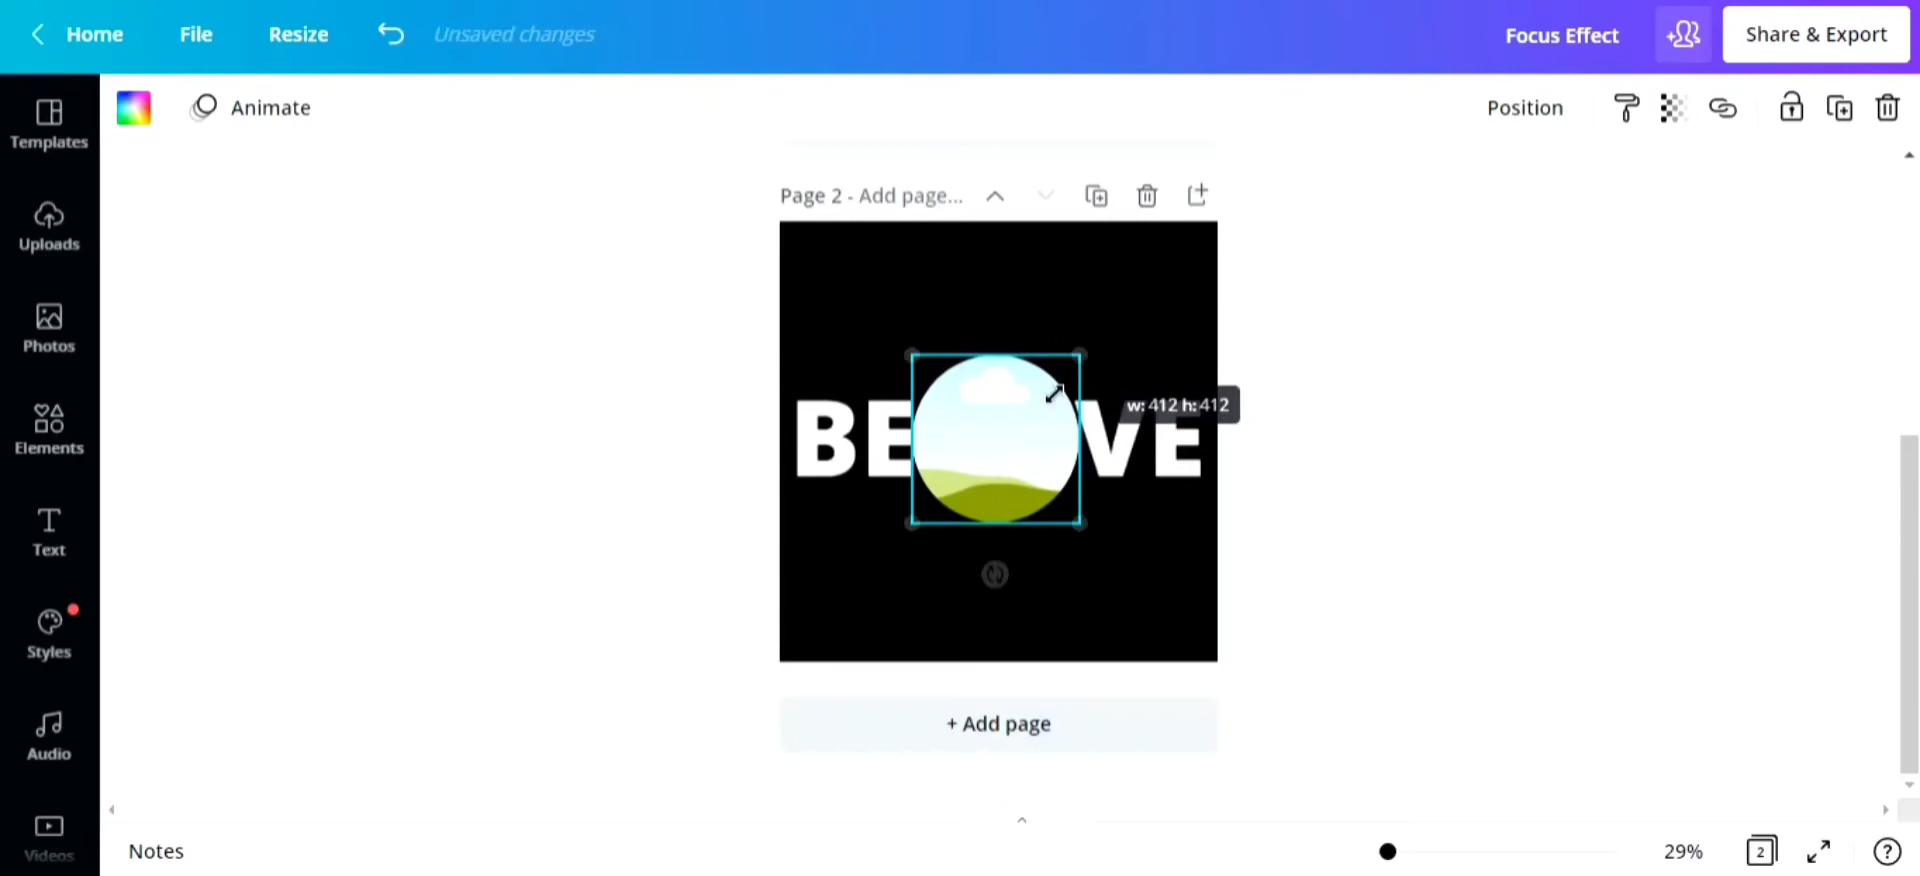 Home File Resize Unsaved changes Focus Effect Share & Export
Animate Position
Templates
Page 2 - Add page...
Uploads
Photos
w: 412 h: 412
BE VE
Elements
Text
Styles
+ Add page
Audio
Videos
Notes 29% 2 ?